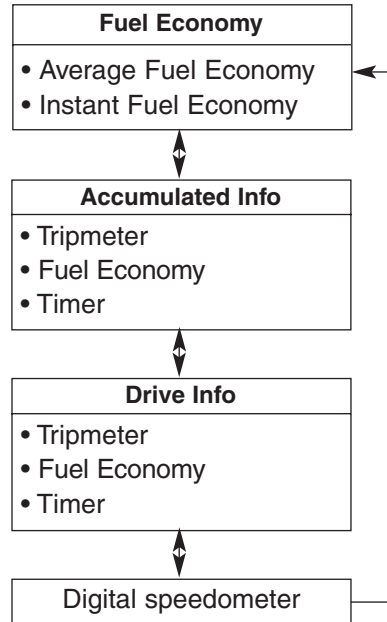 Fuel Economy
• Average Fuel Economy
• Instant Fuel Economy
Accumulated Info
• Tripmeter
• Fuel Economy
• Timer
Drive Info
• Tripmeter
• Fuel Economy
• Timer
Digital speedometer